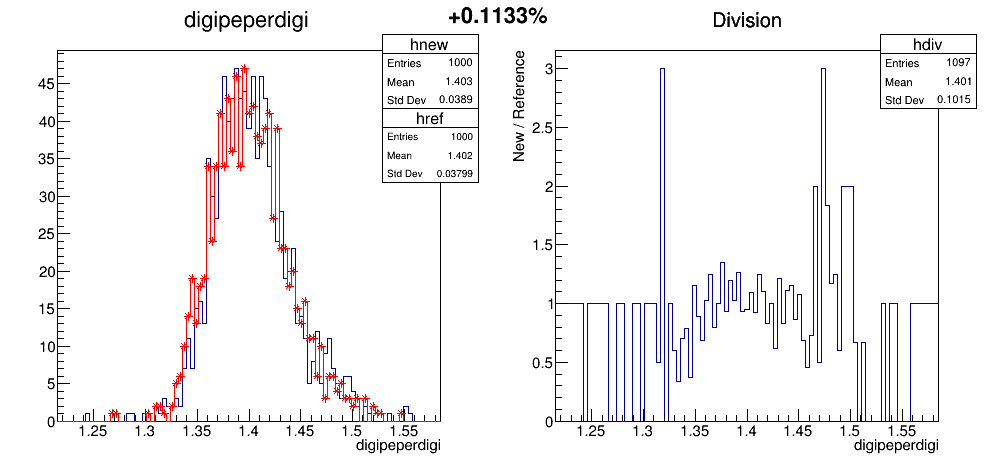 +0.1133%
digipeperdigi
hnew
Entries 1000
Mean 1.403
Std Dev 0.0389
href
Entries 1000
Mean 1.402
Std Dev 0.03799
45
40
35
30
25
20
15
10
5
0
1.25 1.3 1.35 1.4 1.45 1.5 1.55
digipeperdigi
Division
hdiv
Entries 1097
Mean 1.401
Std Dev 0.1015
New / Reference
3
2.5
2
1.5
1
0.5
0
1.25 1.3 1.35 1.4 1.45 1.5 1.55
digipeperdigi